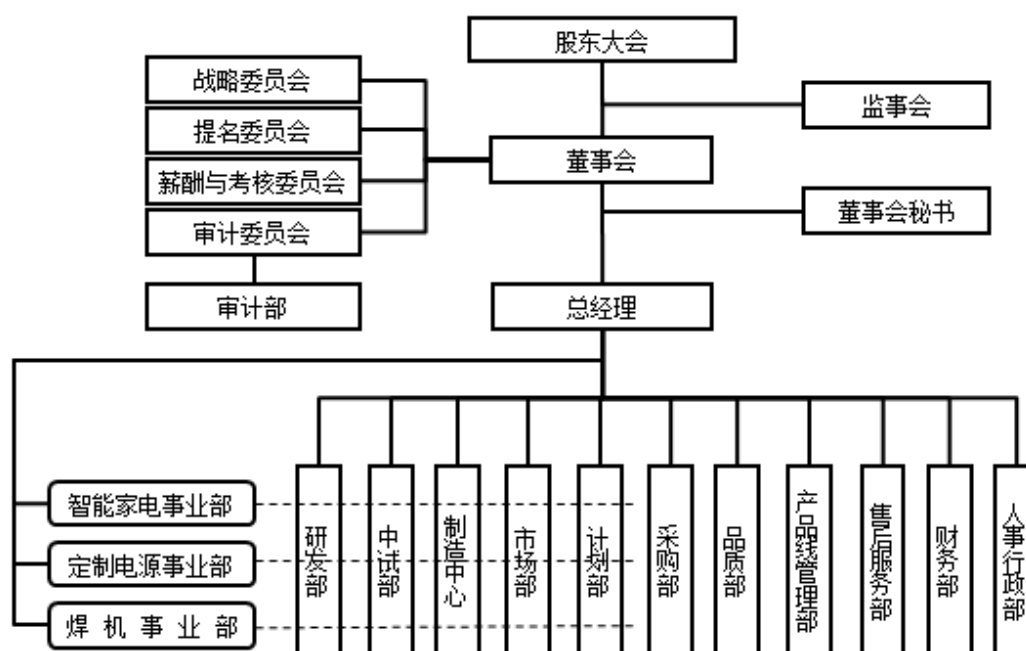 股东大会
战略委员会
监事会
提名委员会
董事会
薪酬与考核委员会
董事会秘书
审计委员会
审计部
总经理
智能家电事业部
定制电源事业部
焊机事业部
研发部
中试部
制造中心
市场部
计划部
采购部
品质部
产品线管理部
售后服务部
财务部
人事行政部